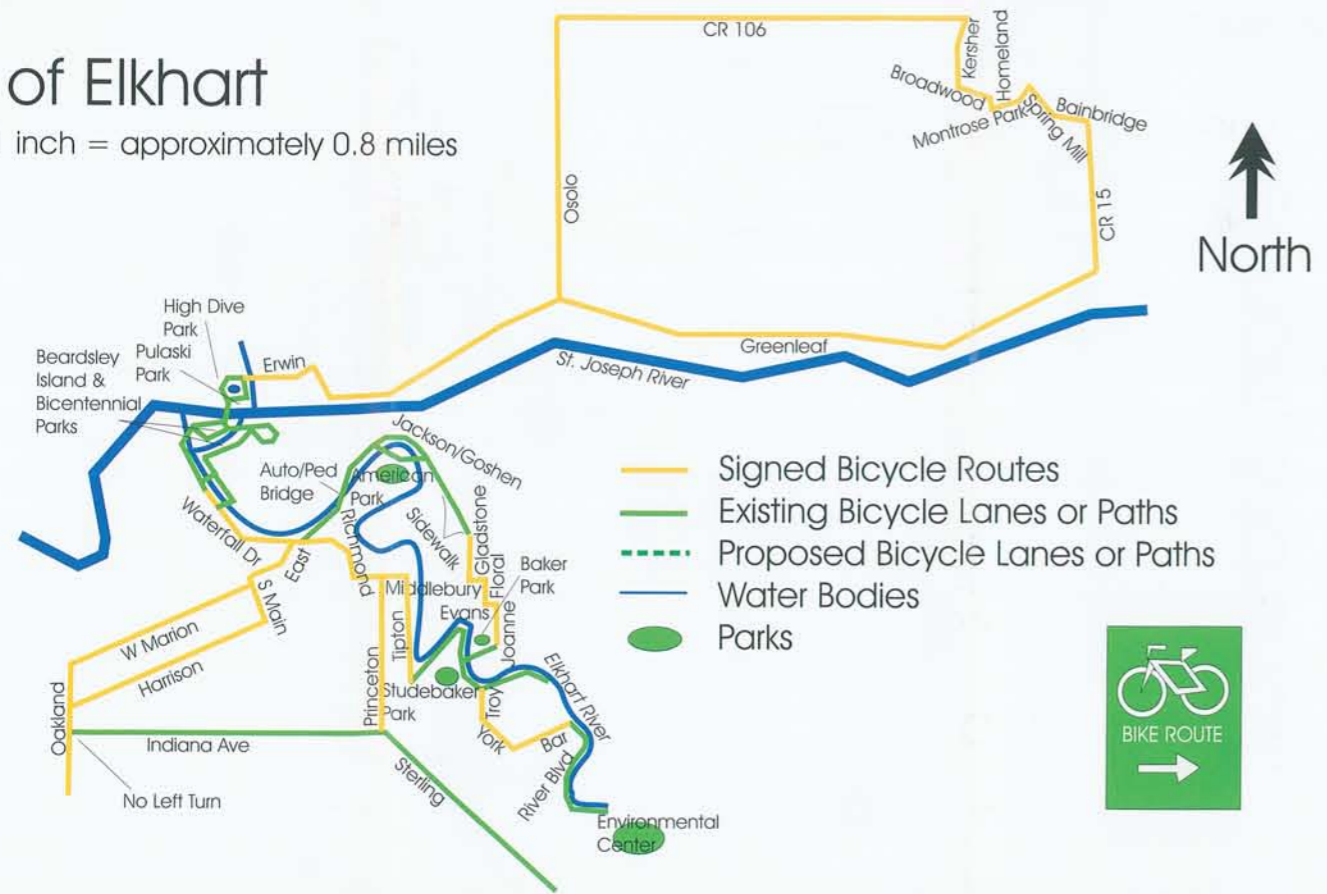 of Elkhart
inch = approximately 0.8 miles
CR 106
Kersher
Homeland
Broadwood
Montrose Park
Spring Mill
Bainbridge
CR 15
Osolo
North
High Dive
Park
Pulaski
Park
Beardsley
Island &
Bicentennial
Parks
Erwin
Greenleaf
St. Joseph River
Jackson/Goshen
Auto/Ped
Bridge
American
Park
Sidewalk
Gladstone
Waterfall Dr
East
Richmond
S Main
Middlebury
Floral
Baker
Park
Evans
Joanne
Tipton
Princeton
W Marion
Harrison
Oakland
Studebaker
Park
Troy
York
Bar
Elkhart River
River Blvd
Indiana Ave
Sterling
No Left Turn
Environmental
Center
Signed Bicycle Routes
Existing Bicycle Lanes or Paths
Proposed Bicycle Lanes or Paths
Water Bodies
Parks
BIKE ROUTE